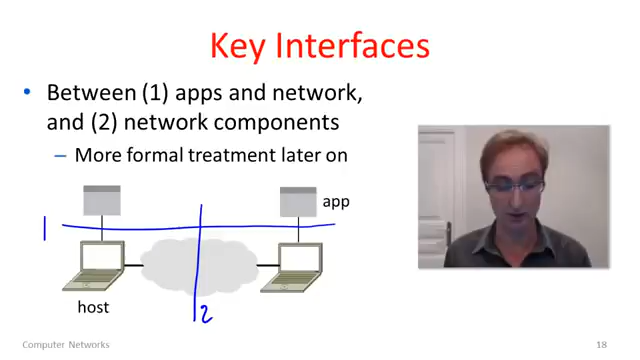 Key Interfaces
• Between (1) apps and network,
and (2) network components
– More formal treatment later on
app
1
host
2
Computer Networks
18